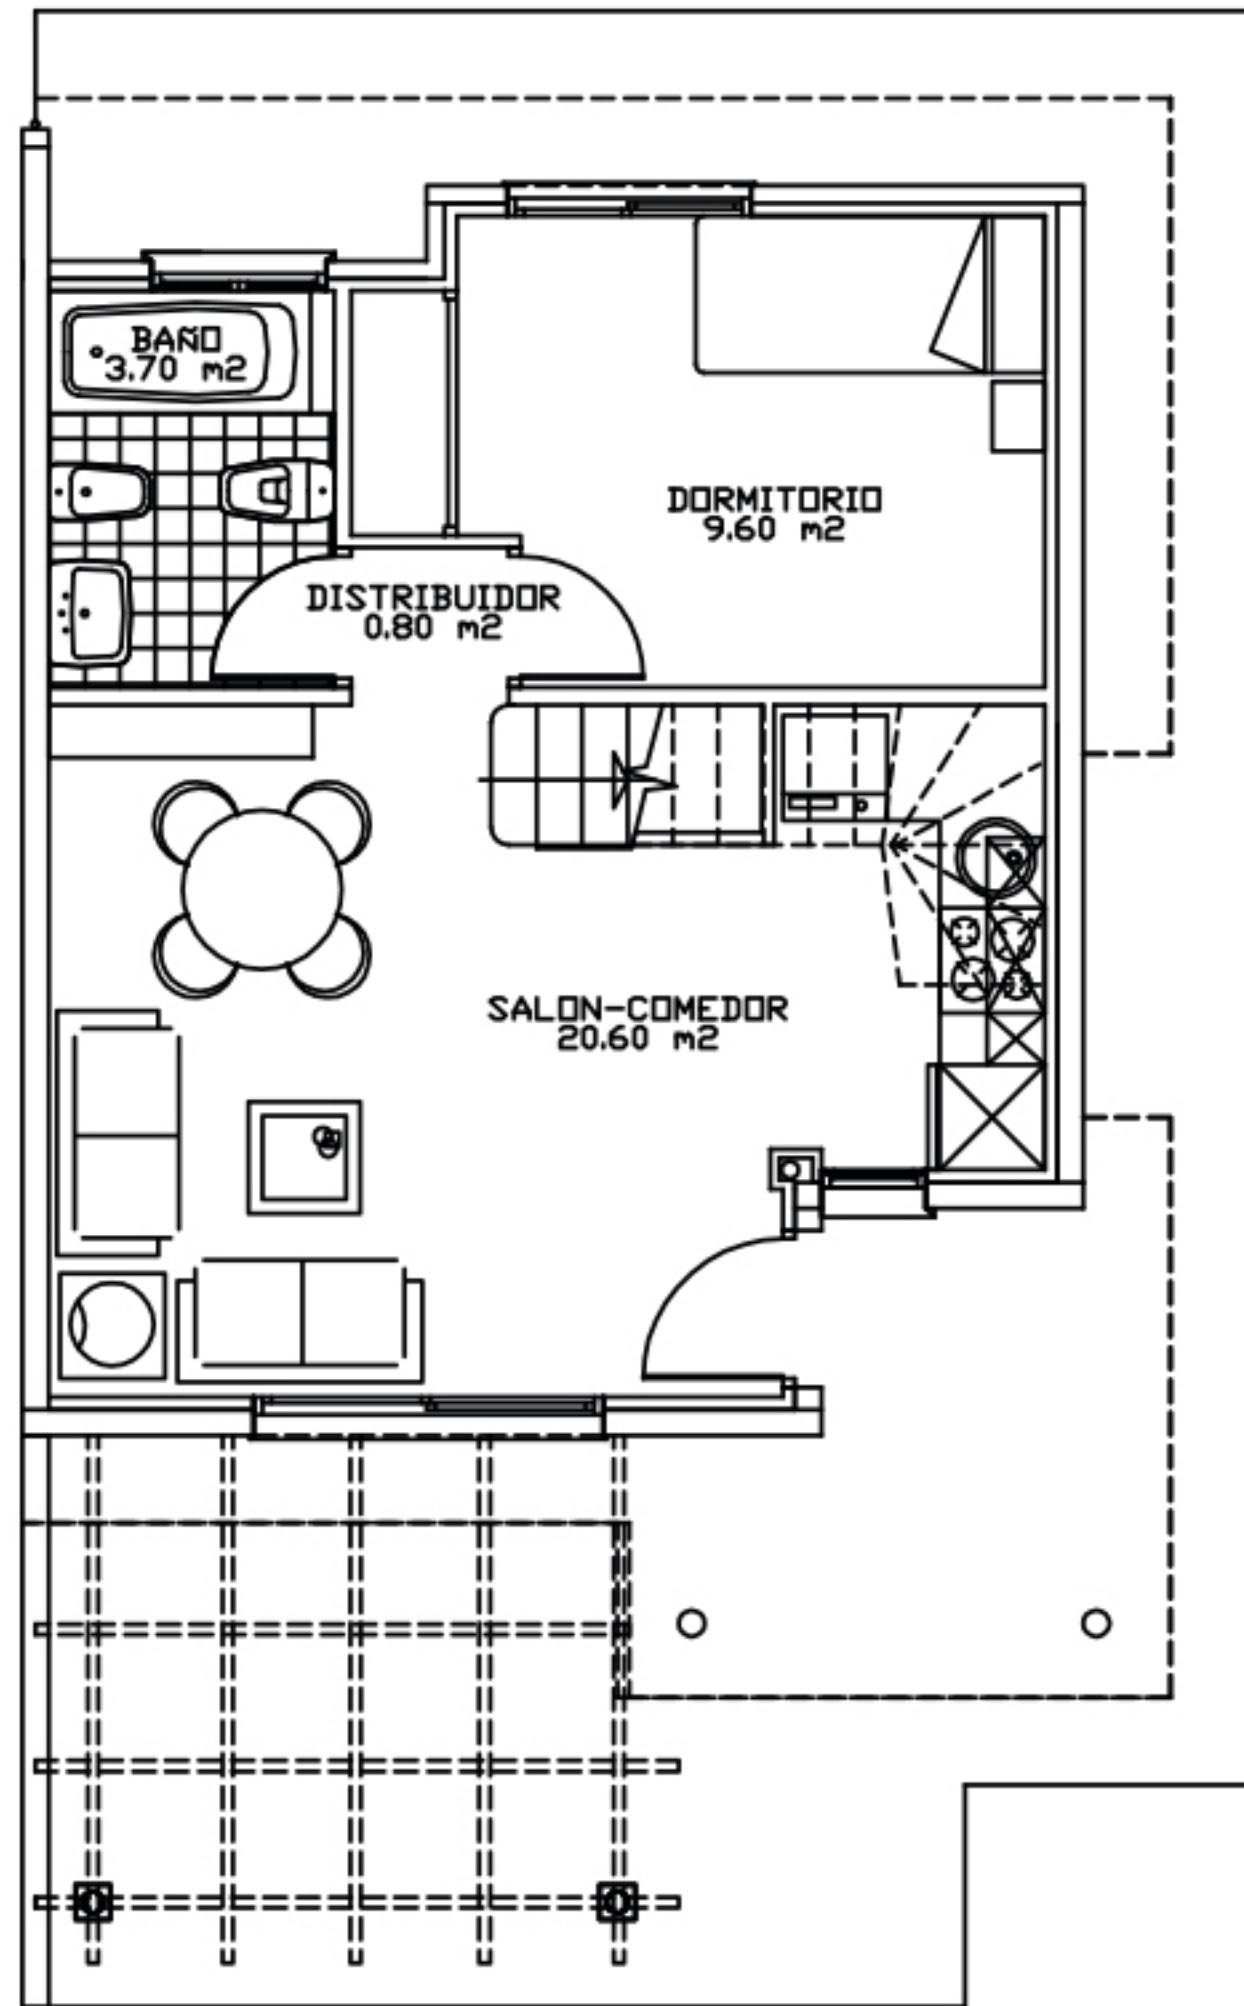 BAÑO
3.70 m2
DORMITORIO
9.60 m2
DISTRIBUIDOR
0.80 m2
SALON-COMEDOR
20.60 m2